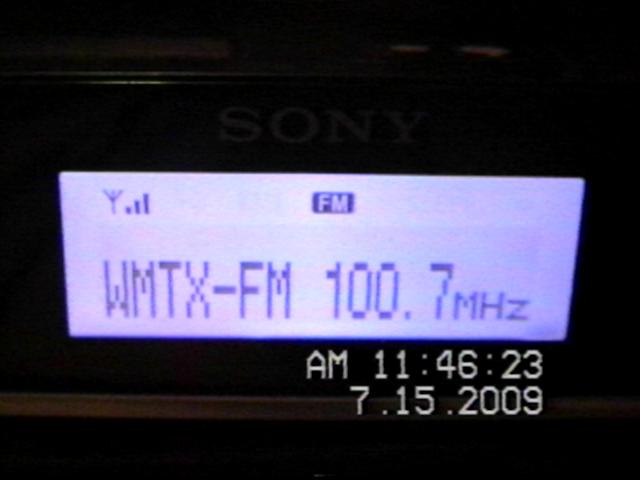 SONY
FM
WMTX-FM 100.7MHz
AM 11:46:23
7.15.2009